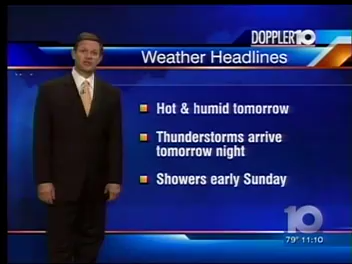 DOPPLER 10
Weather Headlines
Hot & humid tomorrow
Thunderstorms arrive
tomorrow night
Showers early Sunday
10
79° 11:10